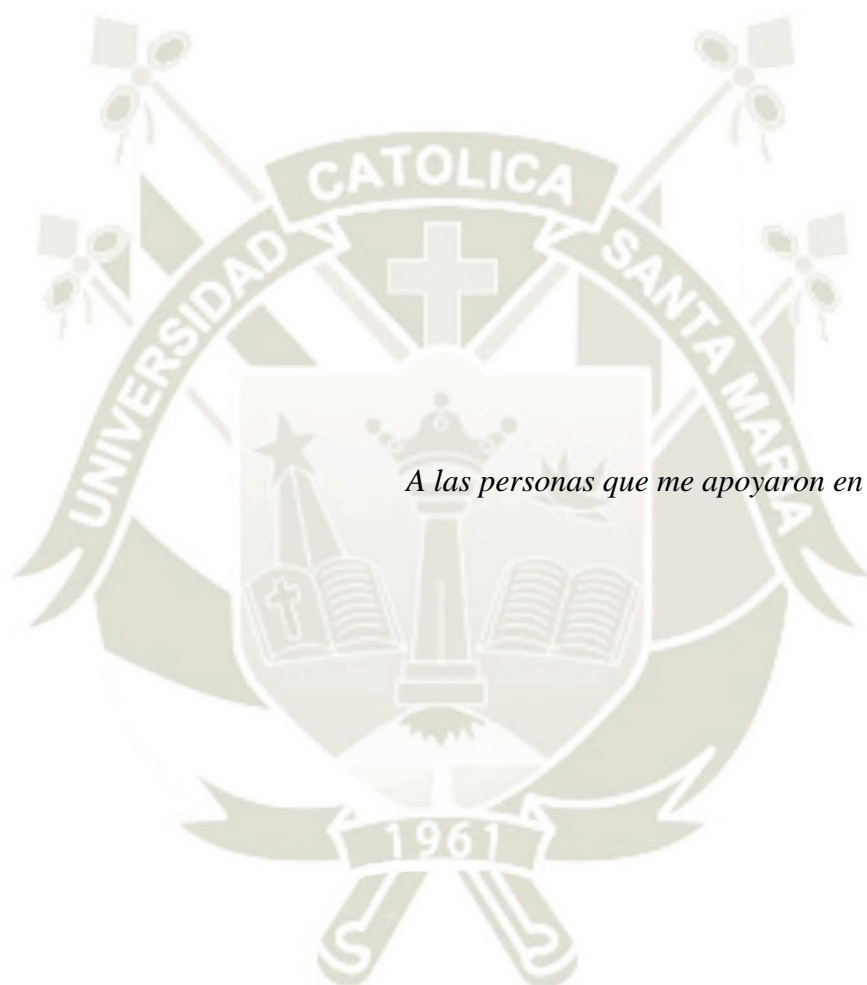 CATOLICA
UNIVERSIDAD
SANTA MARIA
A las personas que me apoyaron en
1961